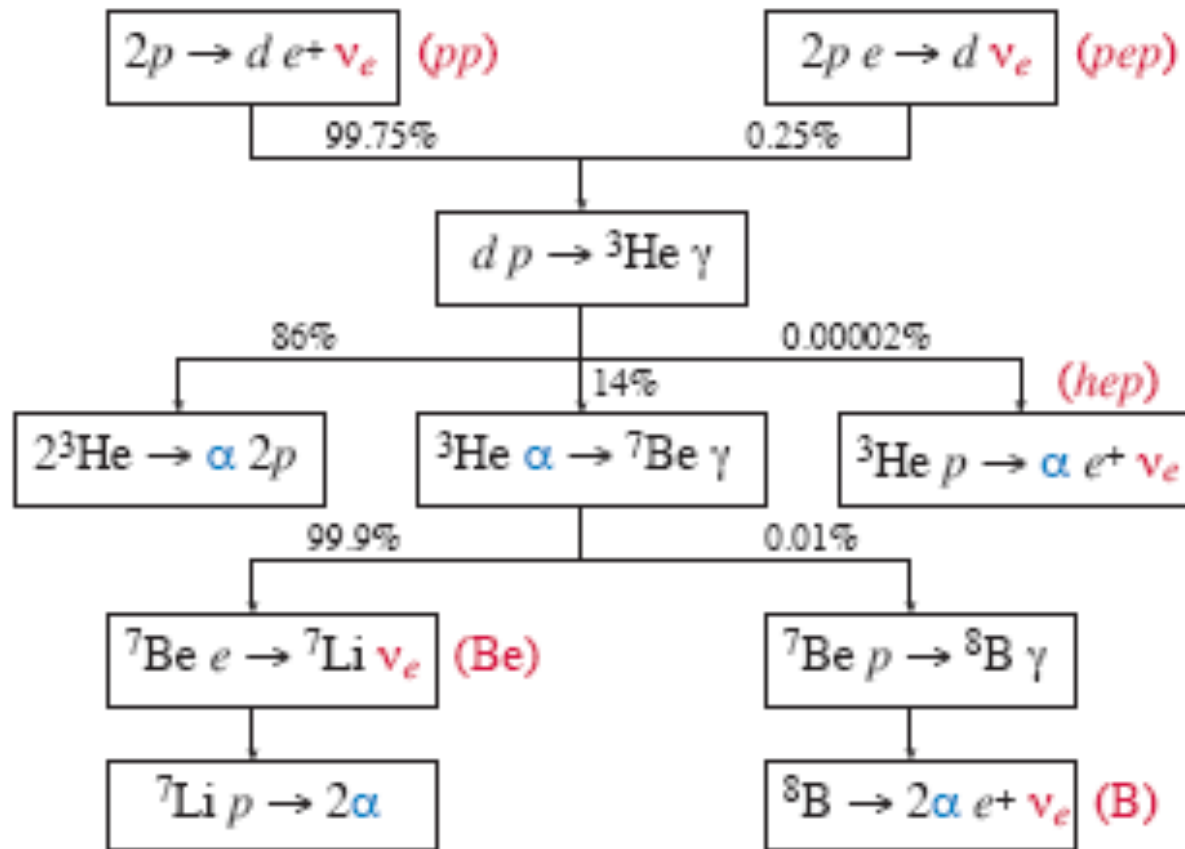 2p → d e⁺ νₑ (pp) 2p e → d νₑ (pep)
99.75% 0.25%
d p → ³He γ
86% 0.00002%
14% (hep)
2³He → α 2p ³He α → ⁷Be γ ³He p → α e⁺ νₑ
99.9% 0.01%
⁷Be e → ⁷Li νₑ (Be) ⁷Be p → ⁸B γ
⁷Li p → 2α ⁸B → 2α e⁺ νₑ (B)